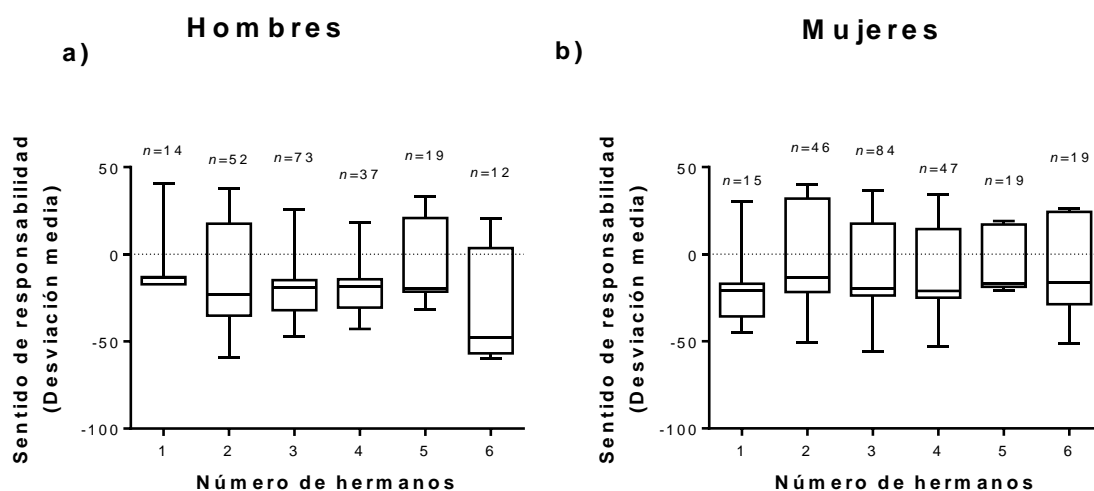 Hombres
Mujeres
a)
b)
Sentido de responsabilidad
(Desviación media)
n=14
n=52
n=73
n=37
n=19
n=12
50
0
-50
-100
1 2 3 4 5 6
Número de hermanos
Sentido de responsabilidad
(Desviación media)
n=15
n=46
n=84
n=47
n=19
n=19
50
0
-50
-100
1 2 3 4 5 6
Número de hermanos